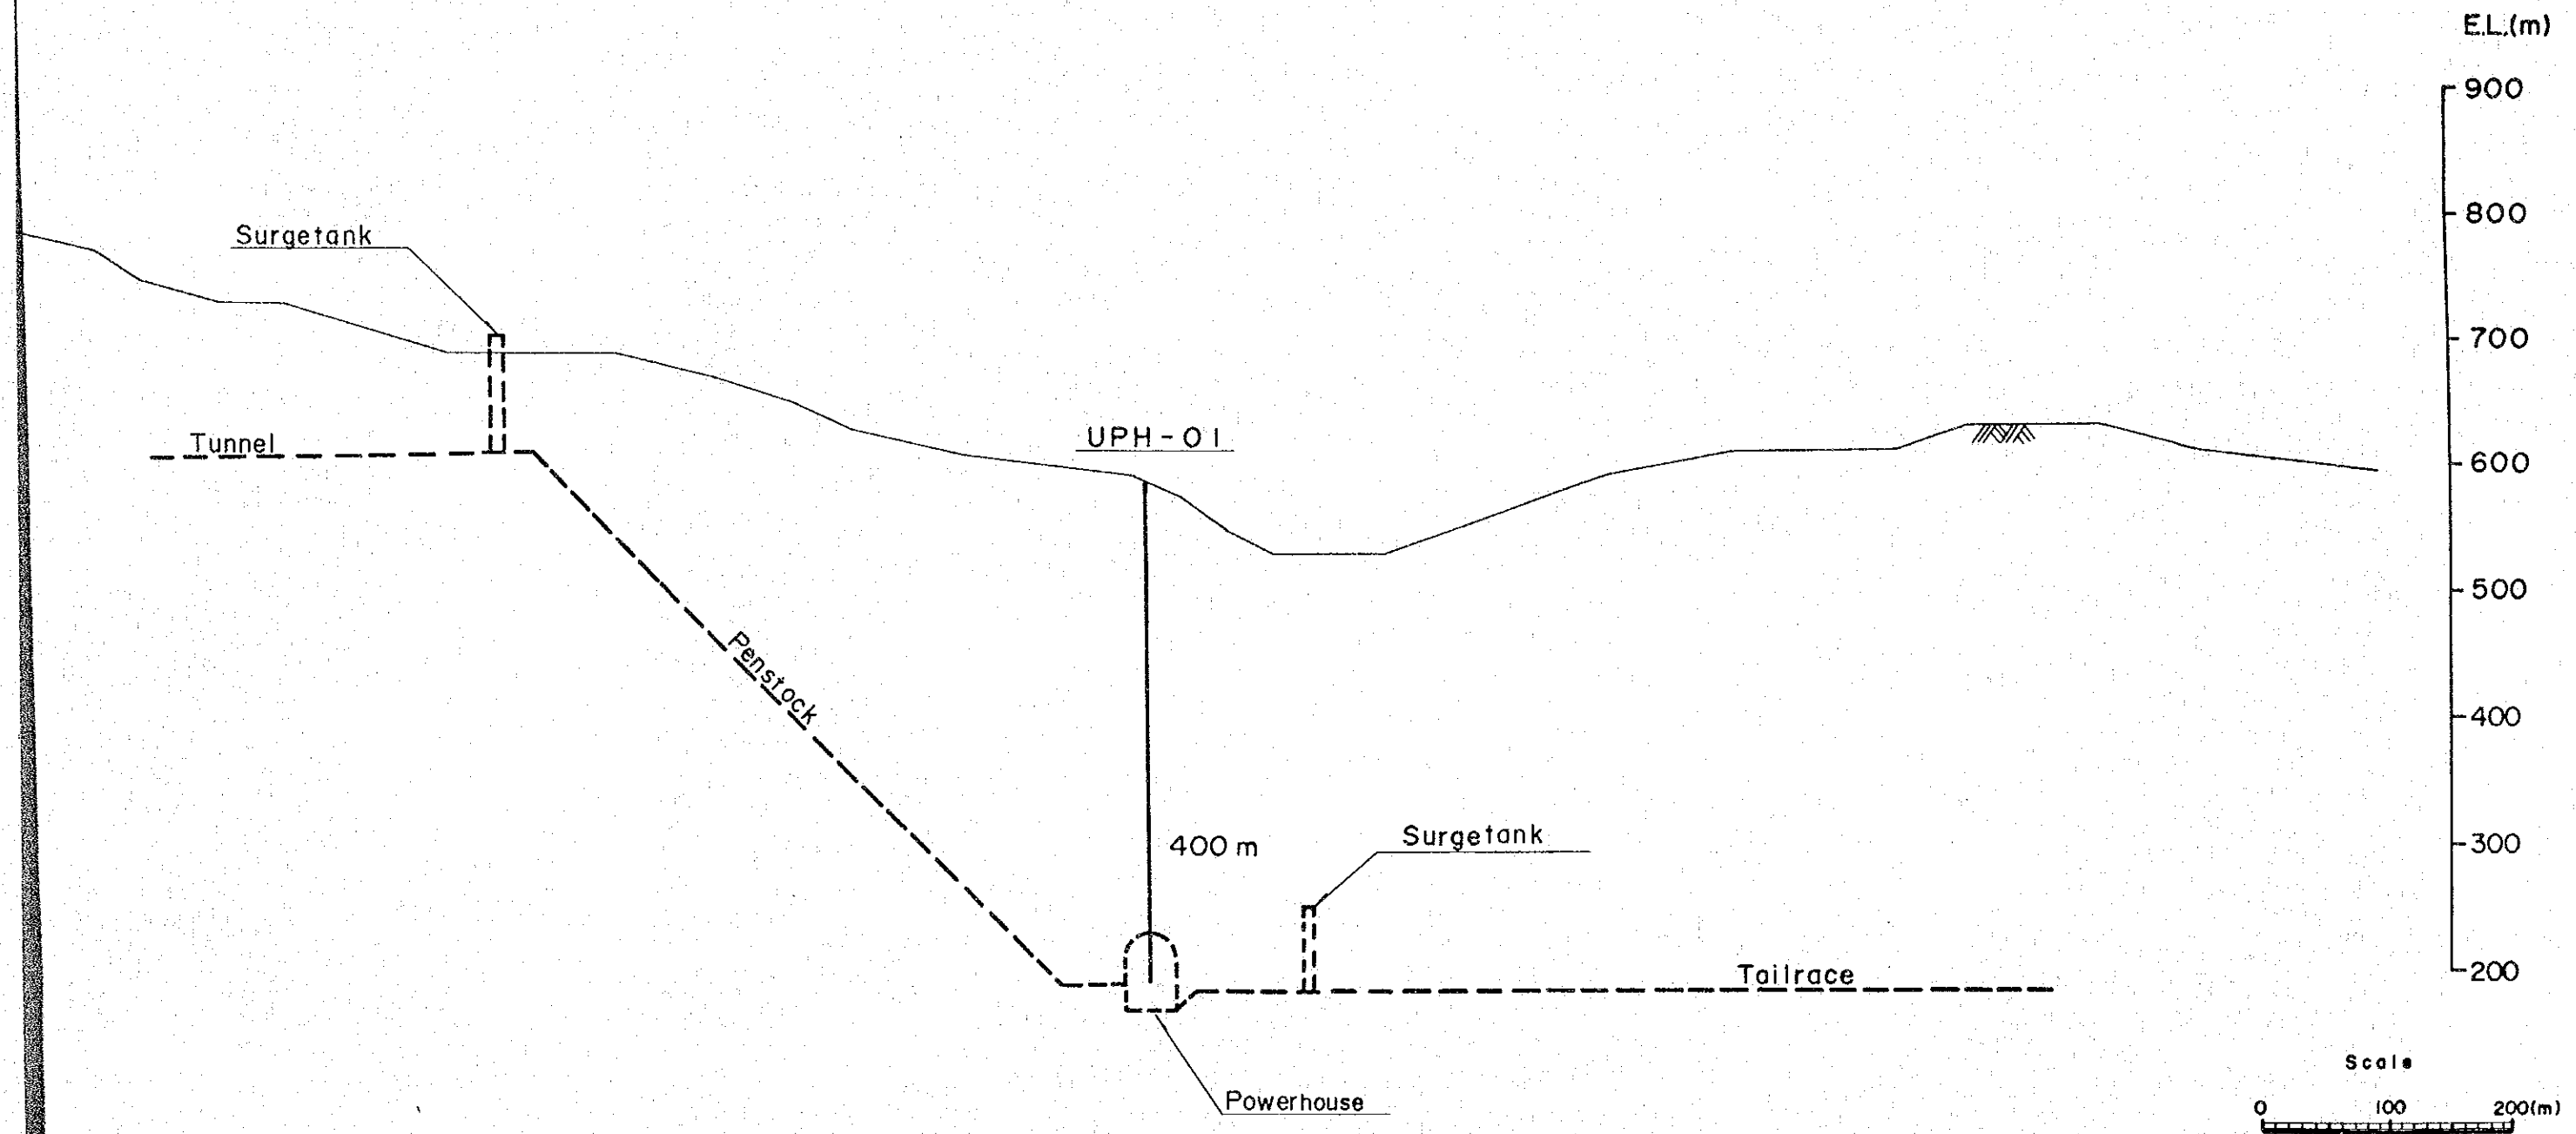 E.L.(m)
900
800
Surgetank
700
Tunnel
UPH-01
600
500
Penstock
400
400 m
Surgetank
300
Tailrace
200
Scale
Powerhouse
0 100 200(m)